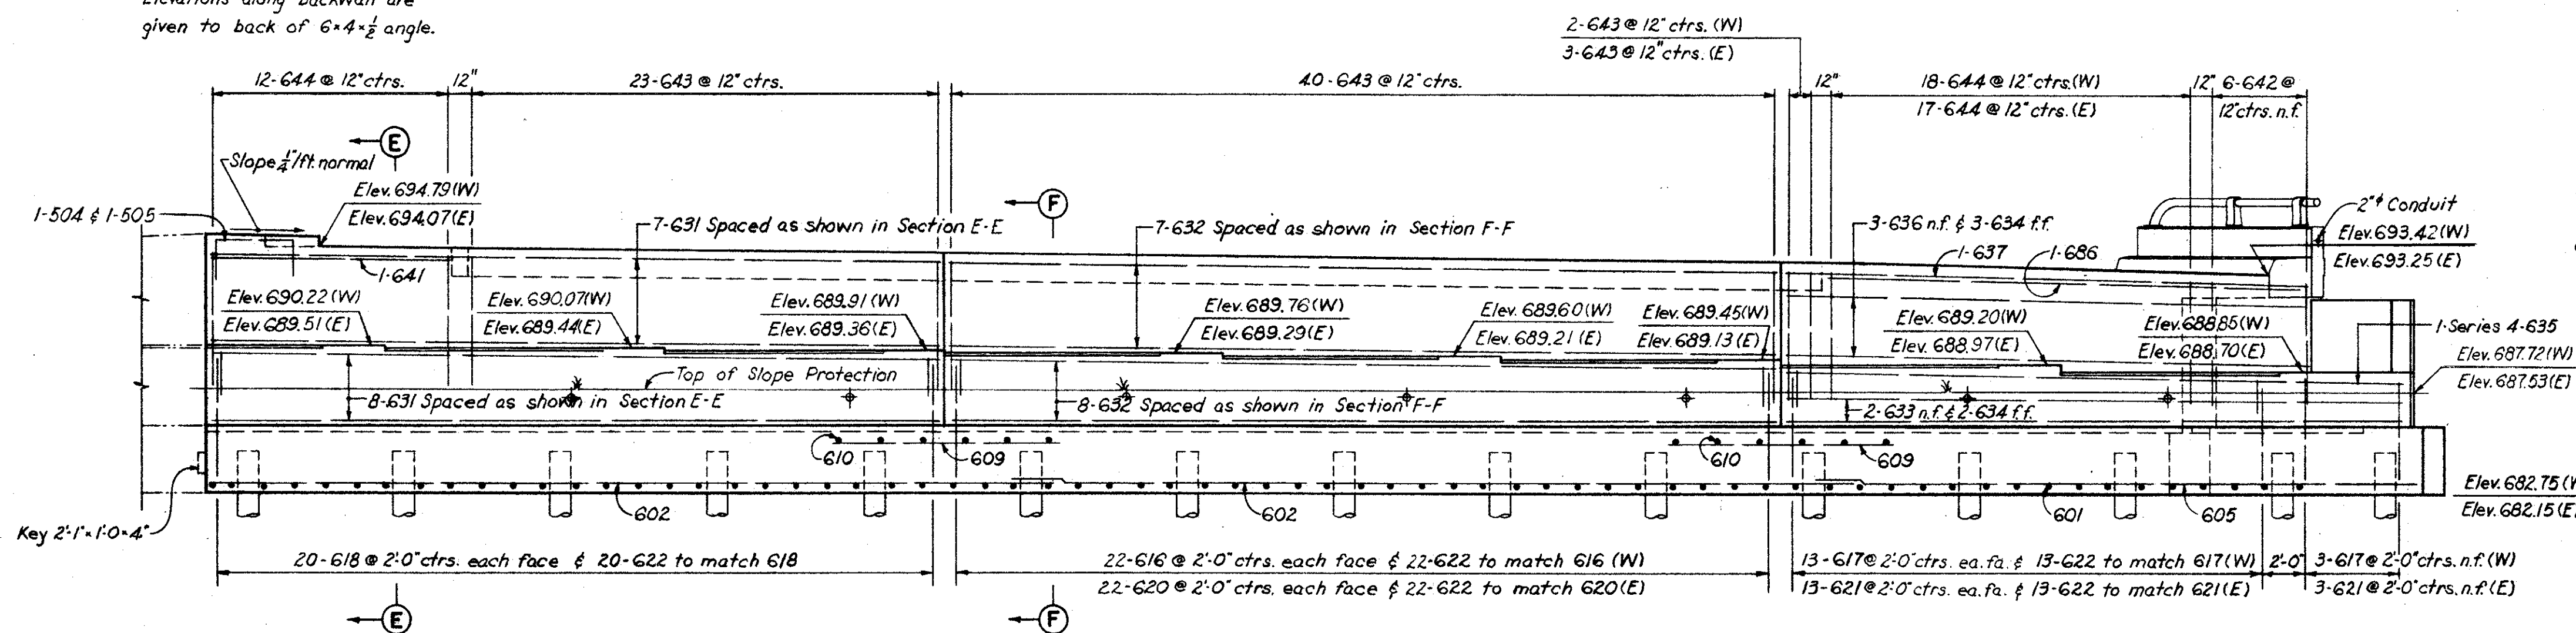 given to back of 6×4×½ angle.
2-643 @ 12" ctrs. (W)
3-643 @ 12" ctrs. (E)
12-644 @ 12" ctrs.
12"
23-643 @ 12" ctrs.
40-643 @ 12" ctrs.
12"
18-644 @ 12" ctrs. (W)
17-644 @ 12" ctrs. (E)
12"
6-642 @
12" ctrs. n.f.
E
Slope ¼"/ft. normal
Elev. 694.79 (W)
Elev. 694.07 (E)
1-504 & 1-505
F
7-631 Spaced as shown in Section E-E
7-632 Spaced as shown in Section F-F
3-636 n.f. & 3-634 f.f.
2"ϕ Conduit
Elev. 693.42 (W)
Elev. 693.25 (E)
1-641
1-637
1-686
Elev. 690.22 (W)
Elev. 689.51 (E)
Elev. 690.07 (W)
Elev. 689.44 (E)
Elev. 689.91 (W)
Elev. 689.36 (E)
Elev. 689.76 (W)
Elev. 689.29 (E)
Elev. 689.60 (W)
Elev. 689.21 (E)
Elev. 689.45 (W)
Elev. 689.13 (E)
Elev. 689.20 (W)
Elev. 688.97 (E)
Elev. 688.85 (W)
Elev. 688.70 (E)
1-Series 4-635
Elev. 687.72 (W)
Elev. 687.53 (E)
Top of Slope Protection
8-631 Spaced as shown in Section E-E
8-632 Spaced as shown in Section F-F
2-633 n.f. & 2-634 f.f.
610
609
610
609
602
602
601
605
Elev. 682.75 (W
Elev. 682.15 (E
Key 2'-1"×1'-0×4"
20-618 @ 2'-0" ctrs. each face & 20-622 to match 618
22-616 @ 2'-0" ctrs. each face & 22-622 to match 616 (W)
22-620 @ 2'-0" ctrs. each face & 22-622 to match 620 (E)
13-617 @ 2'-0" ctrs. ea. fa. & 13-622 to match 617 (W)
13-621 @ 2'-0" ctrs. ea. fa. & 13-622 to match 621 (E)
2'-0"
3-617 @ 2'-0" ctrs. n.f. (W)
3-621 @ 2'-0" ctrs. n.f. (E)
E
F